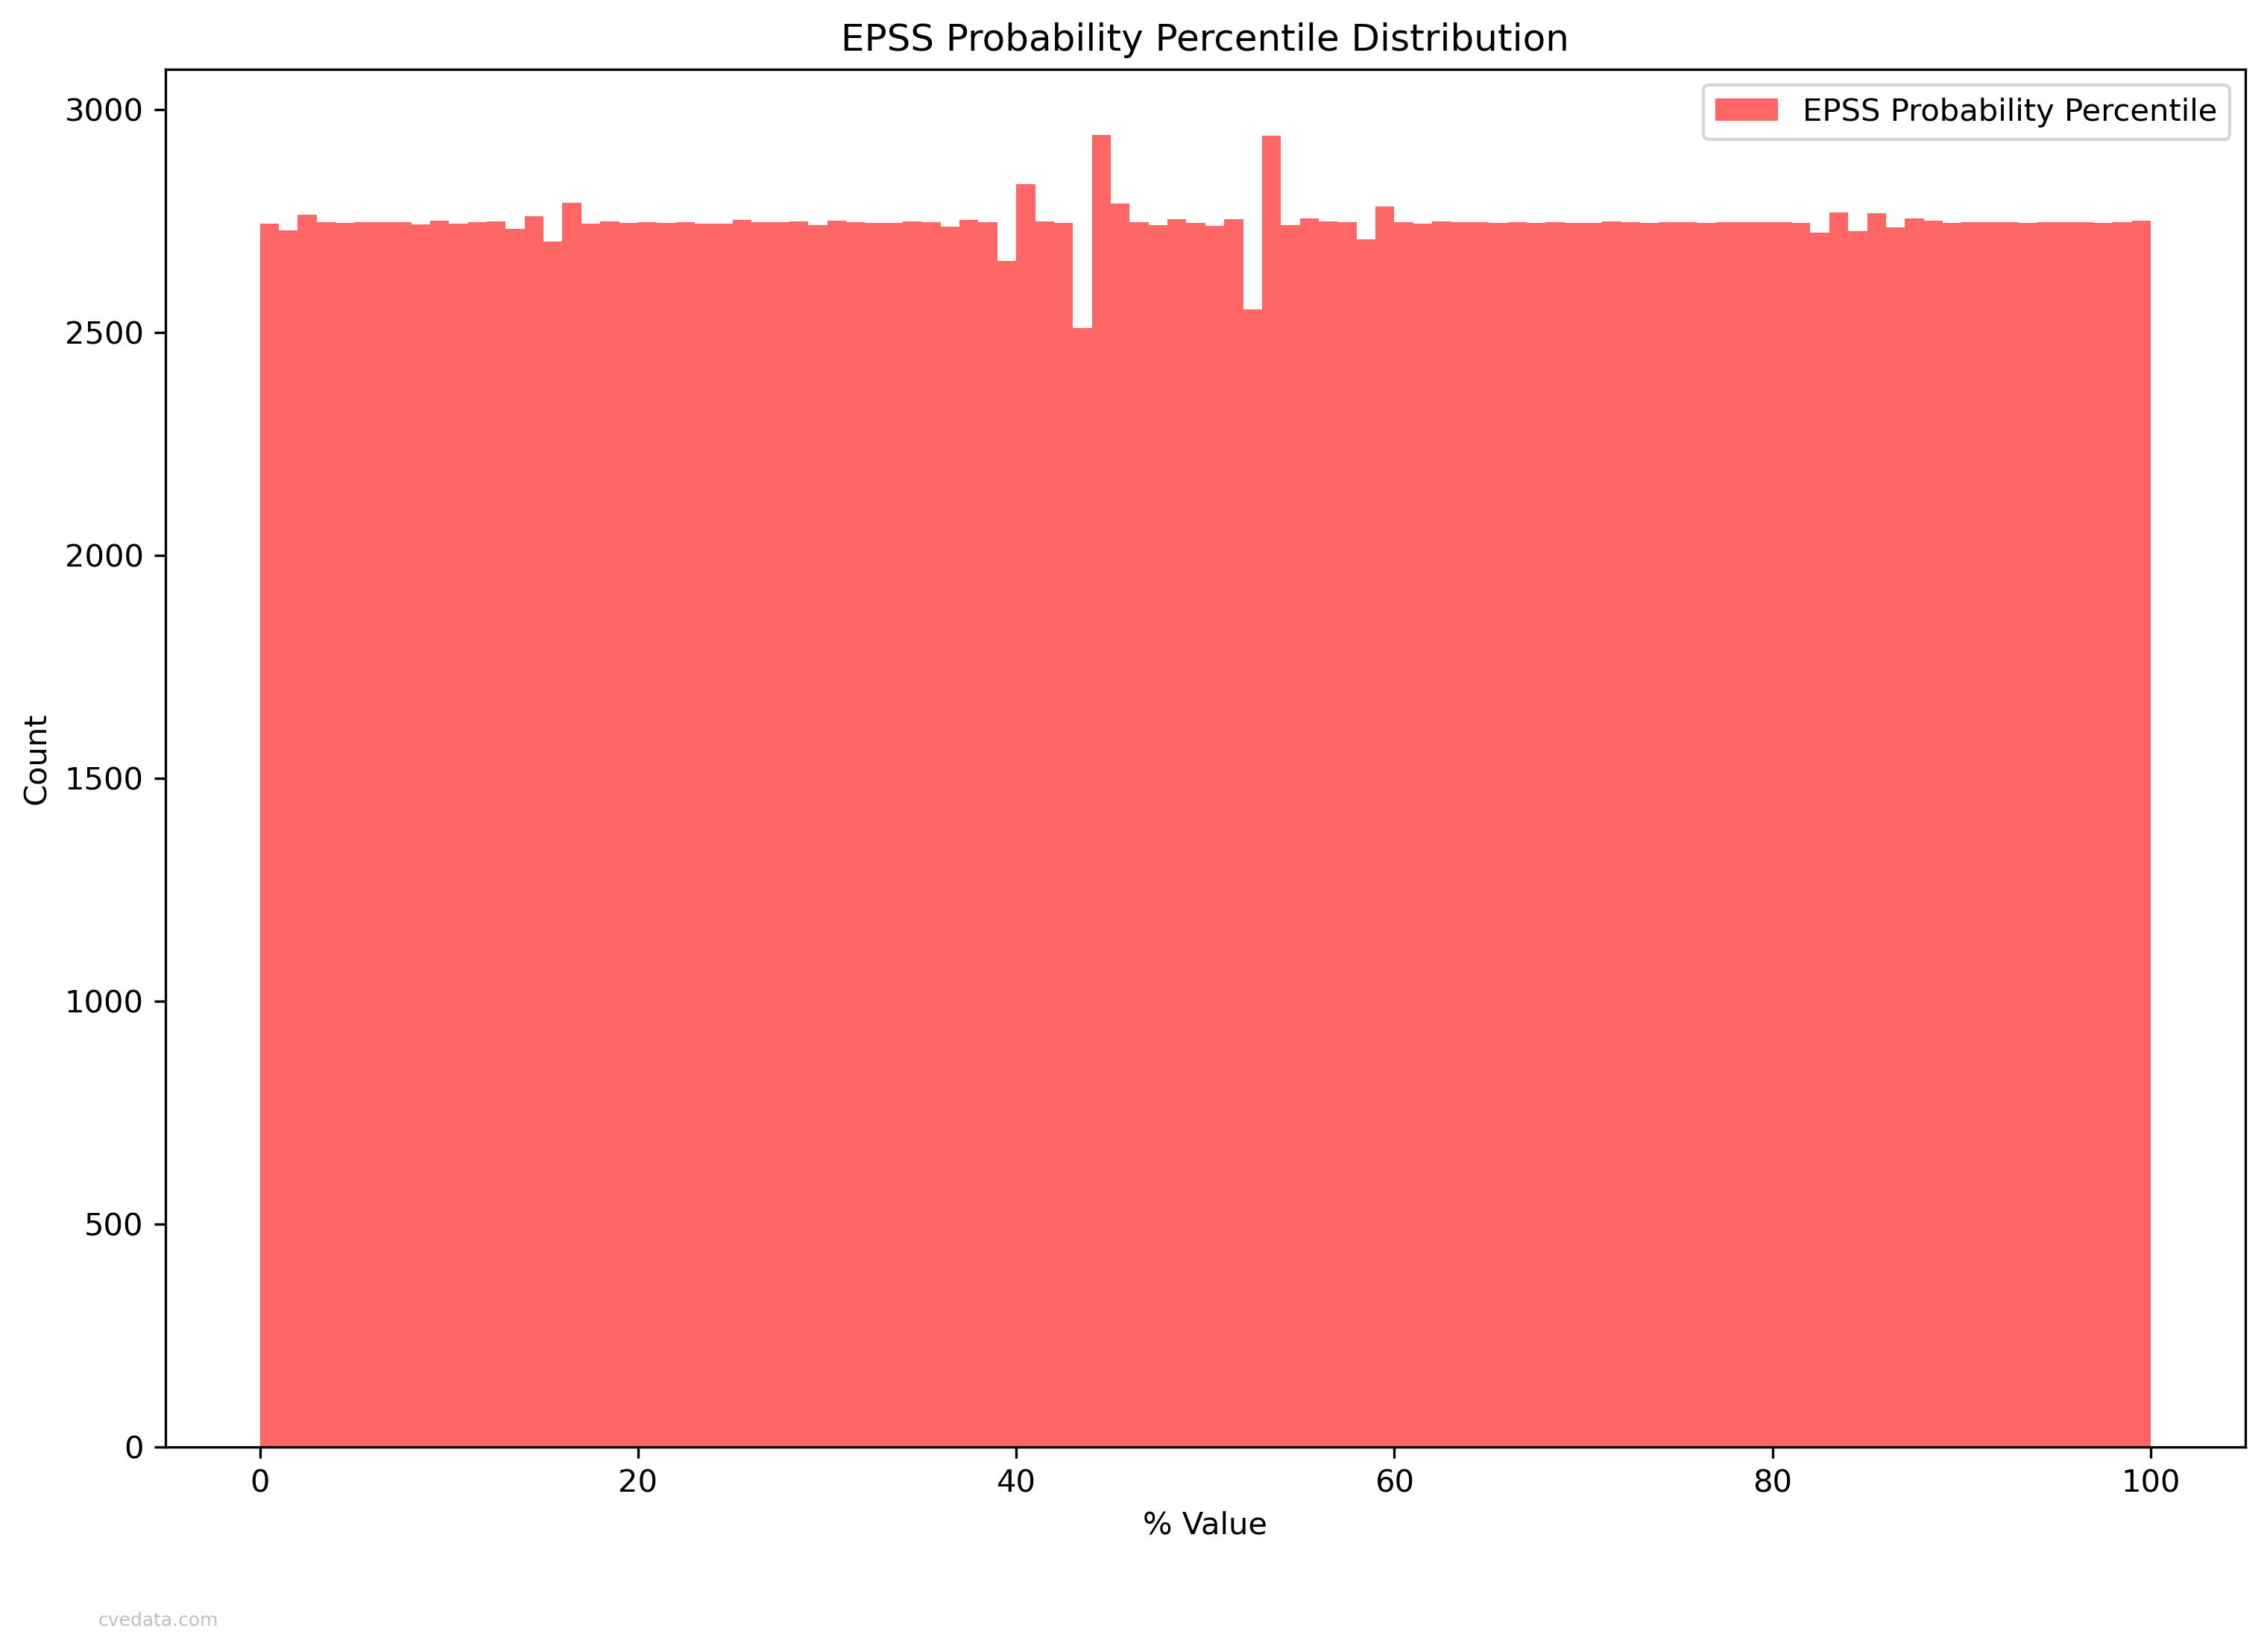 EPSS Probability Percentile Distribution
EPSS Probability Percentile
3000
2500
2000
1500
1000
500
0
Count
0 20 40 60 80 100
% Value
cvedata.com